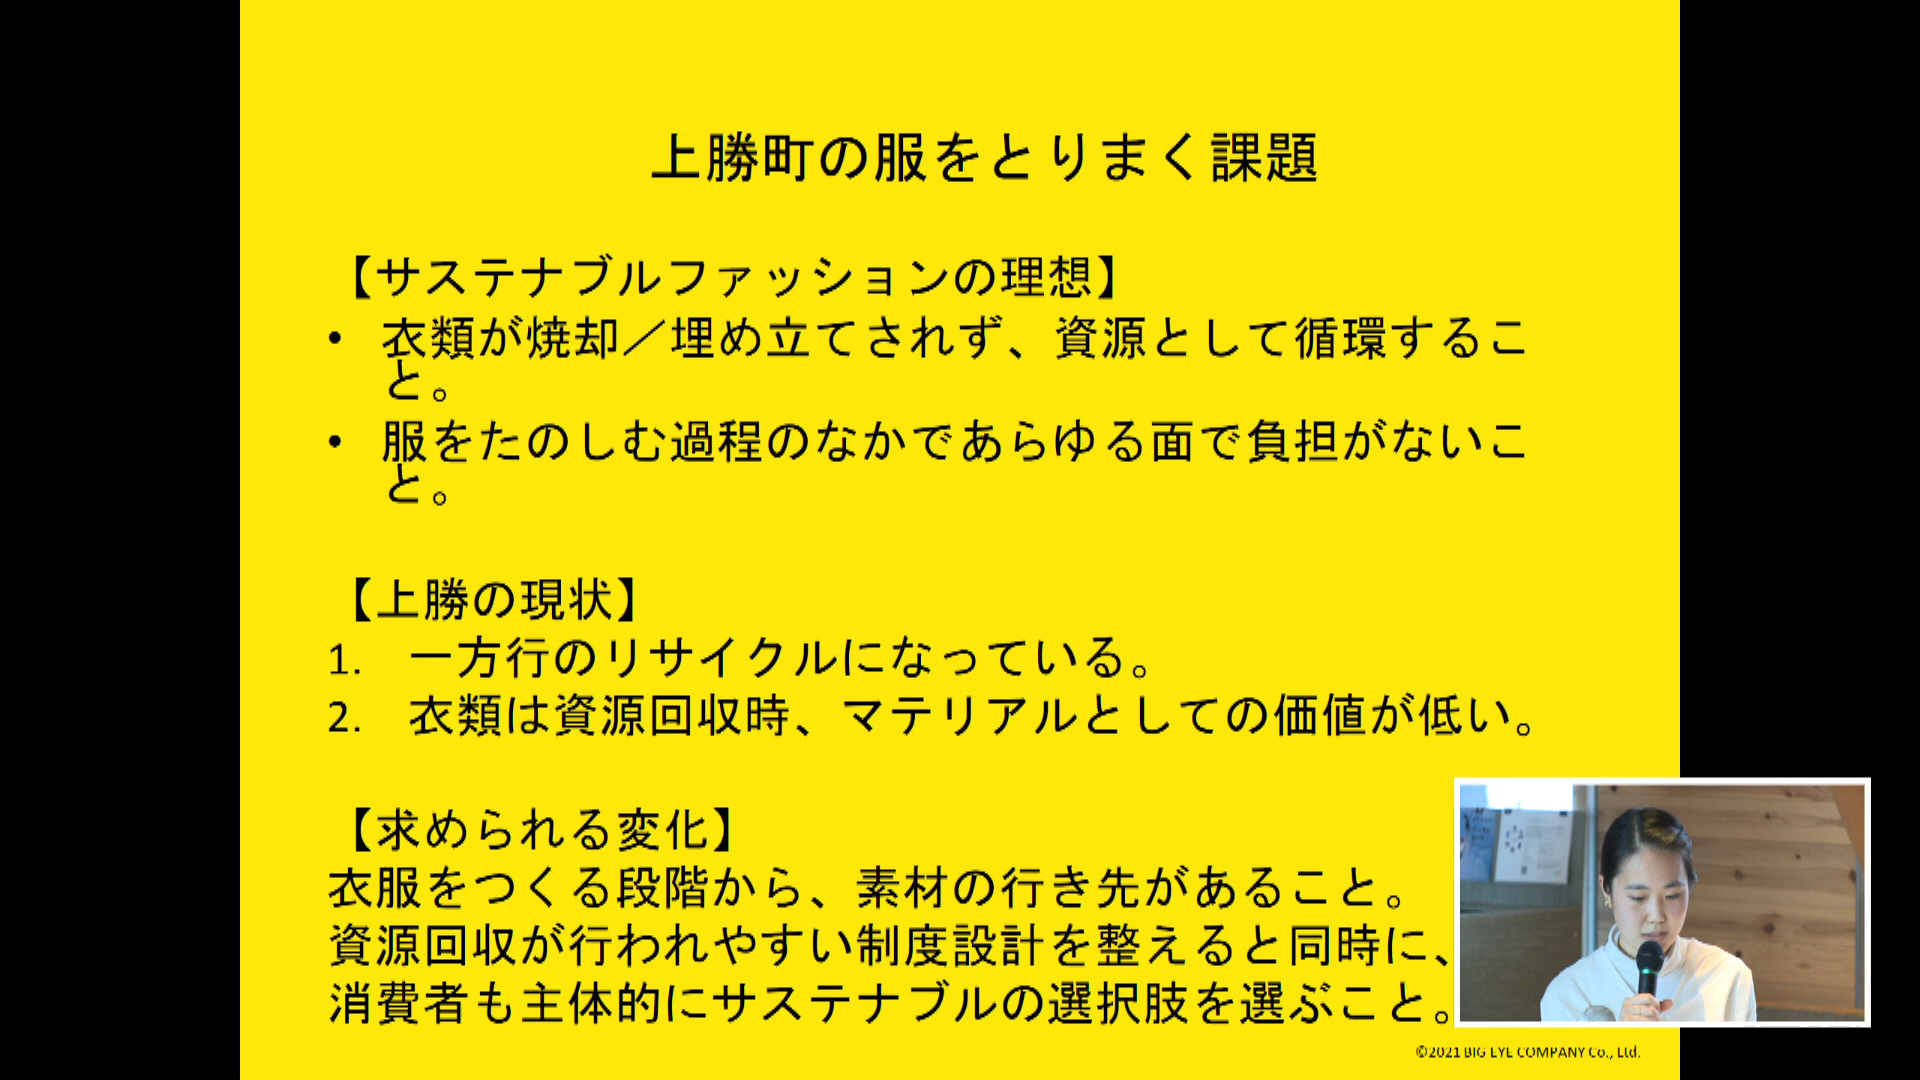 上勝町の服をとりまく課題
【サステナブルファッションの理想】
• 衣類が焼却／埋め立てされず、資源として循環するこ
と。
• 服をたのしむ過程のなかであらゆる面で負担がないこ
と。
【上勝の現状】
1. 一方行のリサイクルになっている。
2. 衣類は資源回収時、マテリアルとしての価値が低い。
【求められる変化】
衣服をつくる段階から、素材の行き先があること。
資源回収が行われやすい制度設計を整えると同時に、
消費者も主体的にサステナブルの選択肢を選ぶこと。
©2021 BIG EYE COMPANY Co., Ltd.